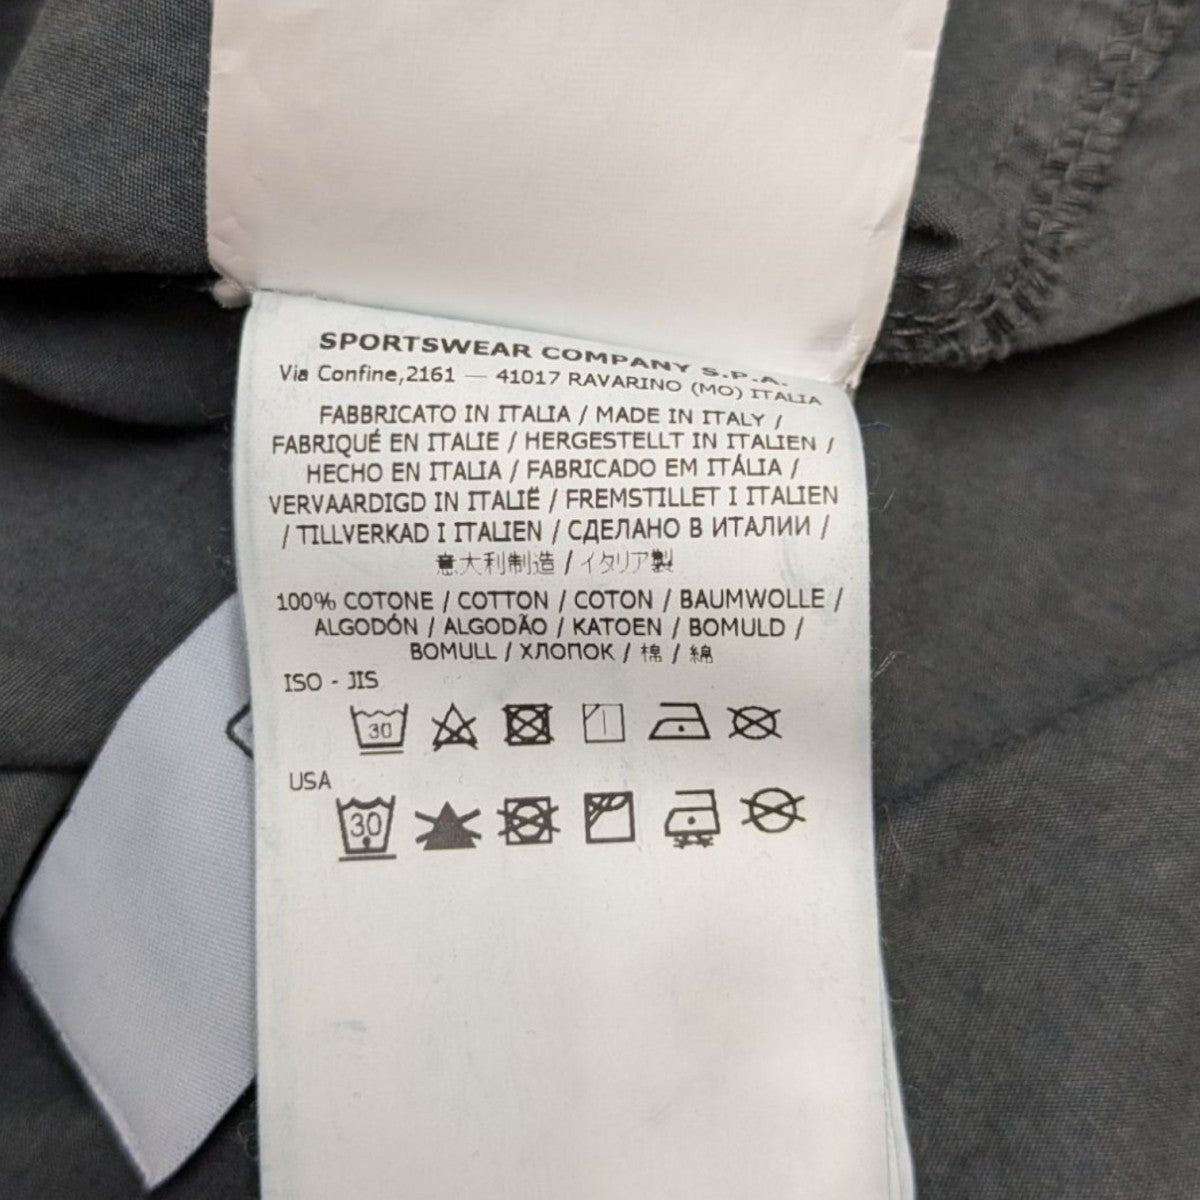 SPORTSWEAR COMPANY S.P.A.
Via Confine,2161 — 41017 RAVARINO (MO) ITALIA
FABBRICATO IN ITALIA / MADE IN ITALY /
FABRIQUÉ EN ITALIE / HERGESTELLT IN ITALIEN /
HECHO EN ITALIA / FABRICADO EM ITÁLIA /
VERVAARDIGD IN ITALIË / FREMSTILLET I ITALIEN
/ TILLVERKAD I ITALIEN / СДЕЛАНО В ИТАЛИИ /
意大利制造 / イタリア製
100% COTONE / COTTON / COTON / BAUMWOLLE /
ALGODÓN / ALGODÃO / KATOEN / BOMULD /
BOMULL / ХЛОПОК / 棉 / 綿
ISO - JIS
30
USA
30